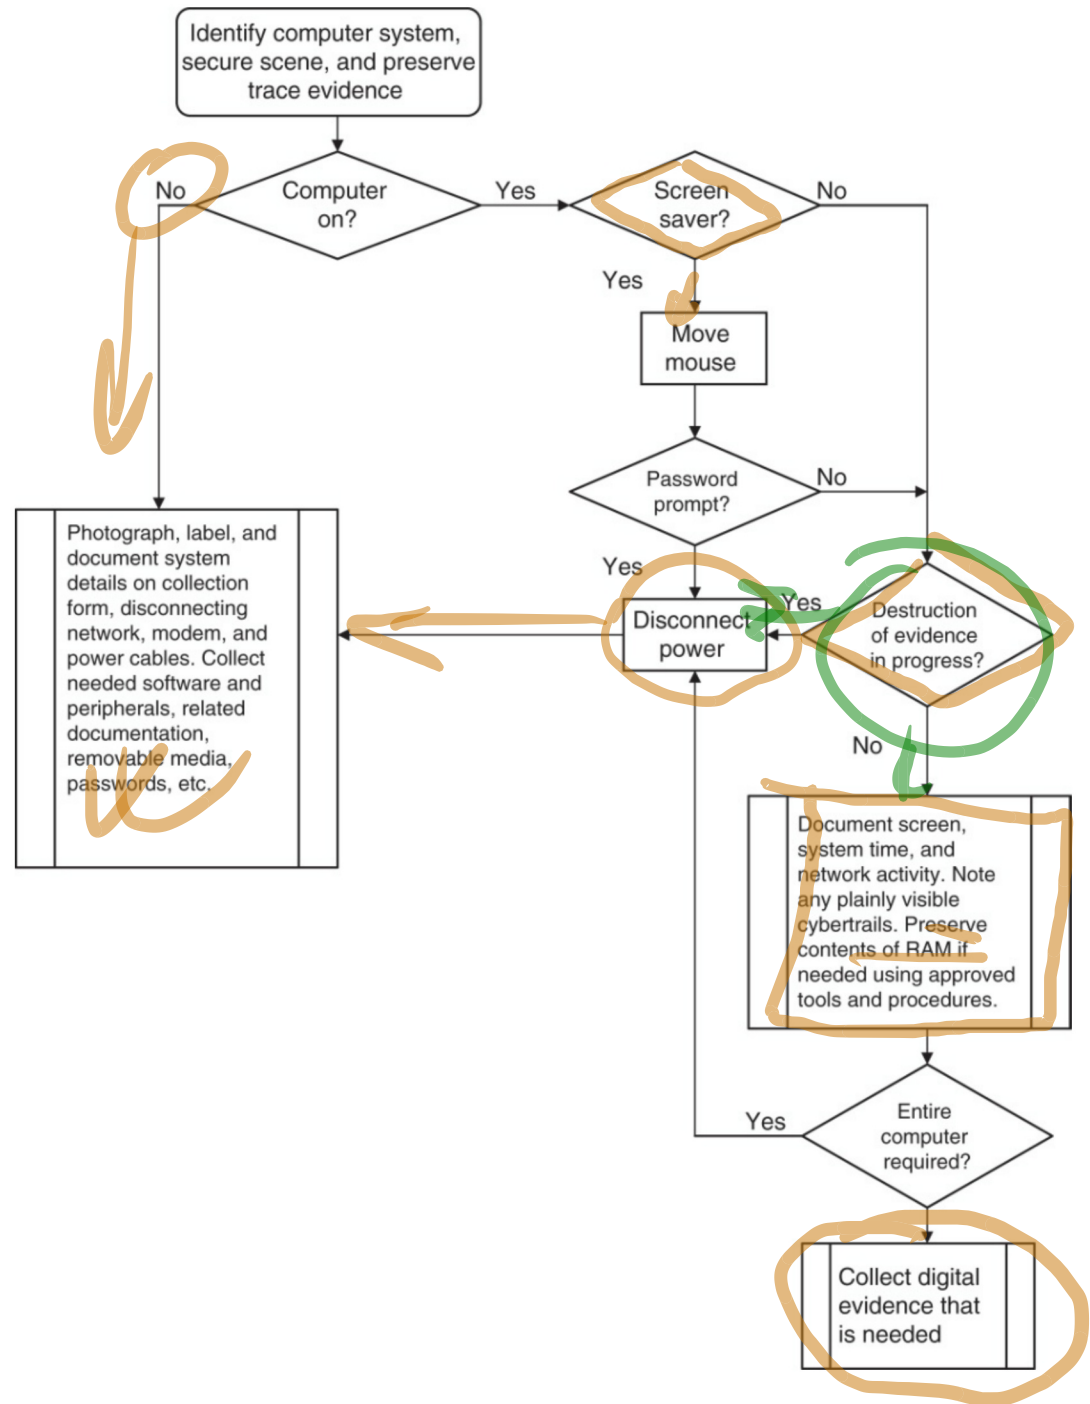 Identify computer system,
secure scene, and preserve
trace evidence
Computer
on?
No
Yes
Screen
saver?
No
Yes
Move
mouse
Password
prompt?
No
Yes
Disconnect
power
Yes
Destruction
of evidence
in progress?
No
Photograph, label, and
document system
details on collection
form, disconnecting
network, modem, and
power cables. Collect
needed software and
peripherals, related
documentation,
removable media,
passwords, etc.
Document screen,
system time, and
network activity. Note
any plainly visible
cybertrails. Preserve
contents of RAM if
needed using approved
tools and procedures.
Entire
computer
required?
Yes
Collect digital
evidence that
is needed